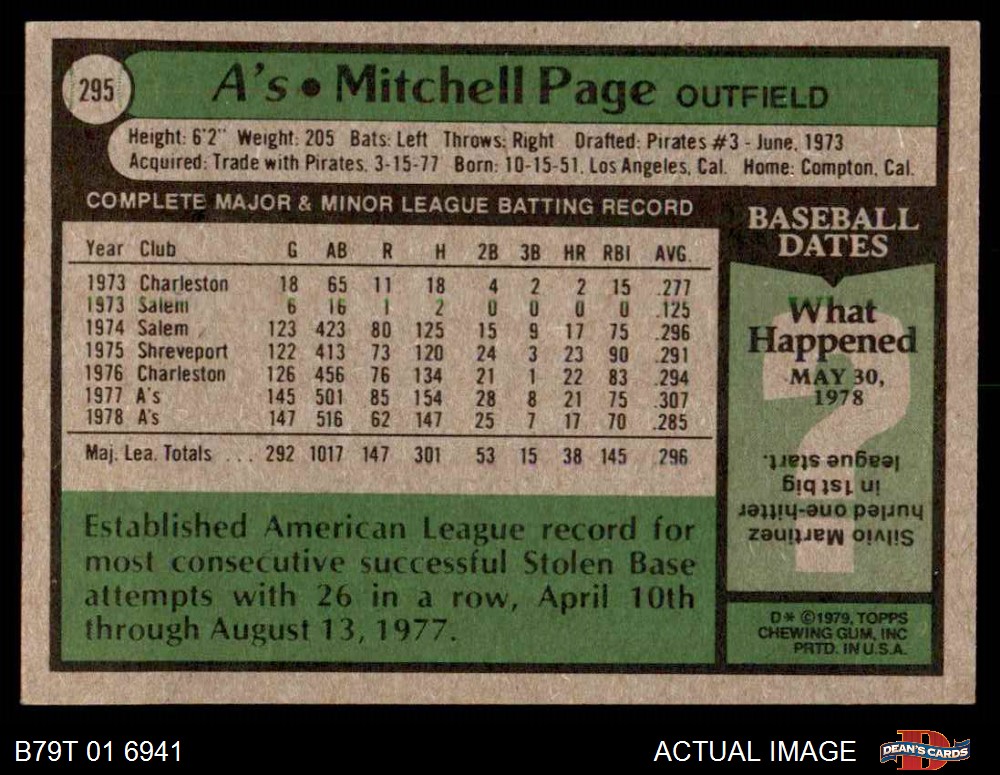 295
A's • Mitchell Page OUTFIELD
Height: 6'2" Weight: 205 Bats: Left Throws: Right Drafted: Pirates #3 - June, 1973
Acquired: Trade with Pirates, 3-15-77 Born: 10-15-51, Los Angeles, Cal. Home: Compton, Cal.
COMPLETE MAJOR & MINOR LEAGUE BATTING RECORD
Year Club G AB R H 2B 3B HR RBI AVG.
1973 Charleston 18 65 11 18 4 2 2 15 .277
1973 Salem 6 16 1 2 0 0 0 0 .125
1974 Salem 123 423 80 125 15 9 17 75 .296
1975 Shreveport 122 413 73 120 24 3 23 90 .291
1976 Charleston 126 456 76 134 21 1 22 83 .294
1977 A's 145 501 85 154 28 8 21 75 .307
1978 A's 147 516 62 147 25 7 17 70 .285
Maj. Lea. Totals ... 292 1017 147 301 53 15 38 145 .296
Established American League record for
most consecutive successful Stolen Base
attempts with 26 in a row, April 10th
through August 13, 1977.
BASEBALL
DATES
What
Happened
MAY 30,
1978
?
Silvio Martinez
hurled one-hitter
in 1st big
league start.
D* ©1979, TOPPS
CHEWING GUM, INC
PRTD. IN U.S.A.
B79T 01 6941
ACTUAL IMAGE
D
DEAN'S CARDS